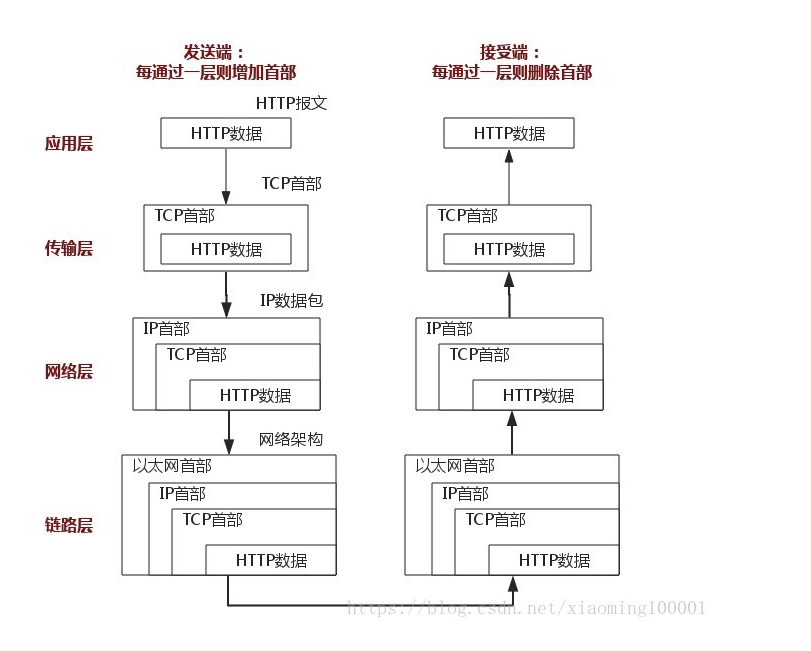 发送端：
每通过一层则增加首部
接受端：
每通过一层则删除首部
HTTP报文
应用层
HTTP数据
HTTP数据
TCP首部
传输层
TCP首部
HTTP数据
TCP首部
HTTP数据
IP数据包
网络层
IP首部
TCP首部
HTTP数据
IP首部
TCP首部
HTTP数据
网络架构
链路层
以太网首部
IP首部
TCP首部
HTTP数据
以太网首部
IP首部
TCP首部
HTTP数据
https://blog.csdn.net/xiaoming100001